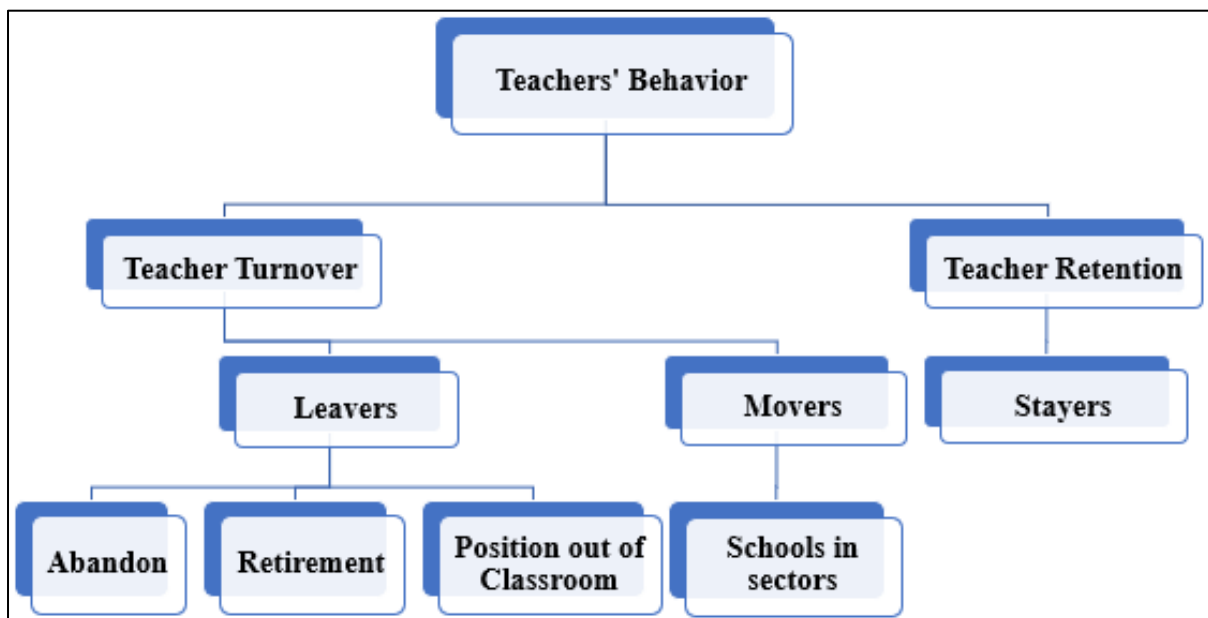 Teachers' Behavior
Teacher Turnover
Teacher Retention
Leavers
Movers
Stayers
Abandon
Retirement
Position out of
Classroom
Schools in
sectors